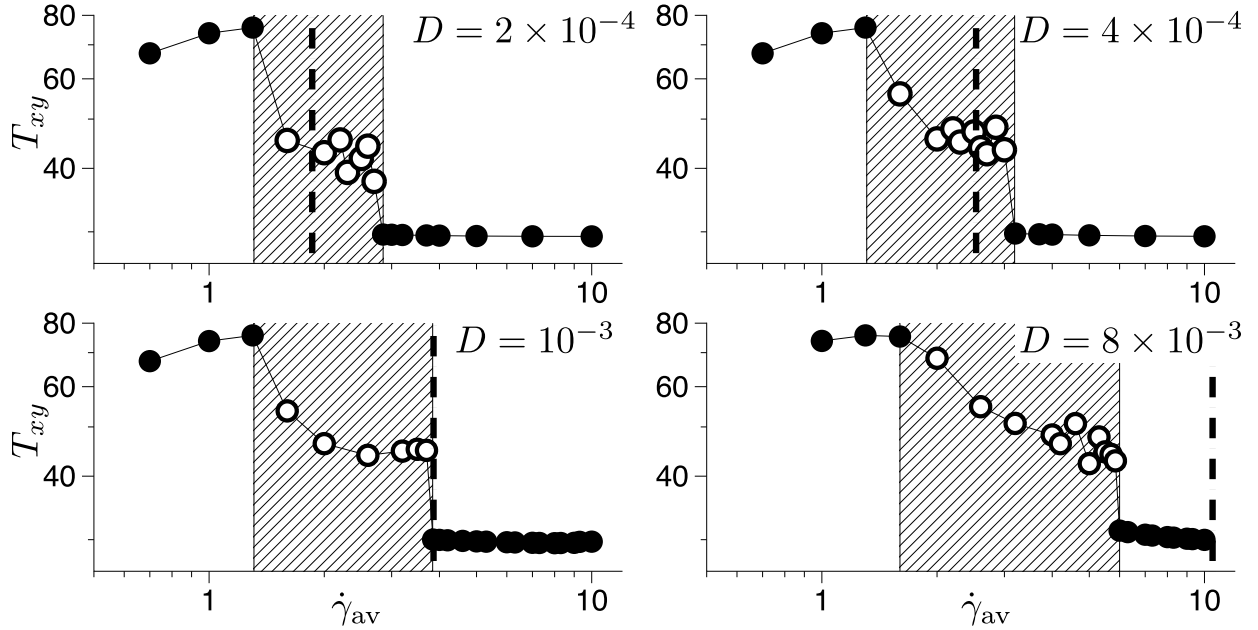 80
60
40
T_{xy}
D = 2 × 10^{-4}
1
10
80
60
40
T_{xy}
D = 4 × 10^{-4}
1
10
80
60
40
T_{xy}
D = 10^{-3}
1
10
\dot{γ}_{av}
80
60
40
D = 8 × 10^{-3}
1
10
\dot{γ}_{av}